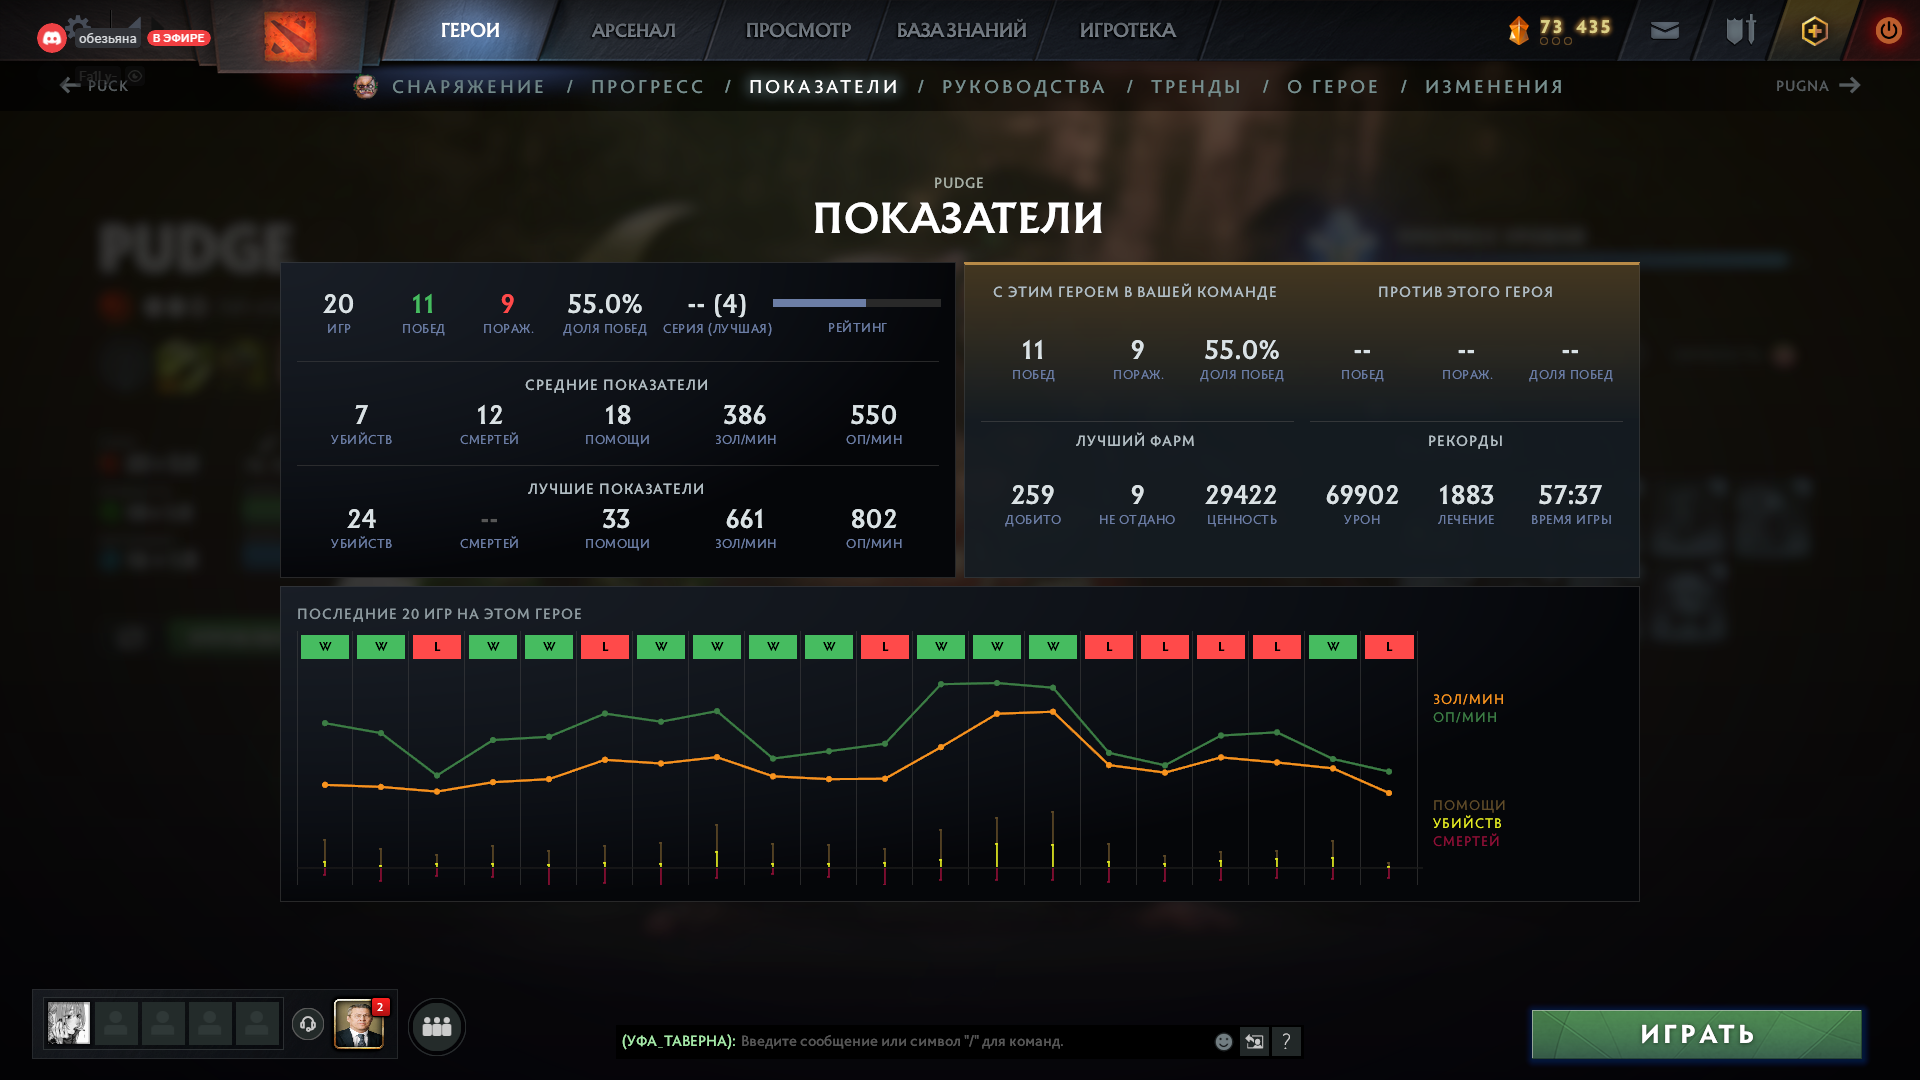 обезьяна В ЭФИРЕ
ГЕРОИ АРСЕНАЛ ПРОСМОТР БАЗА ЗНАНИЙ ИГРОТЕКА 73 435
PUCK
СНАРЯЖЕНИЕ / ПРОГРЕСС / ПОКАЗАТЕЛИ / РУКОВОДСТВА / ТРЕНДЫ / О ГЕРОЕ / ИЗМЕНЕНИЯ
PUGNA
PUDGE
ПОКАЗАТЕЛИ
PUDGE
20 11 9 55.0% -- (4)
ИГР ПОБЕД ПОРАЖ. ДОЛЯ ПОБЕД СЕРИЯ (ЛУЧШАЯ) РЕЙТИНГ
СРЕДНИЕ ПОКАЗАТЕЛИ
7 12 18 386 550
УБИЙСТВ СМЕРТЕЙ ПОМОЩИ ЗОЛ/МИН ОП/МИН
ЛУЧШИЕ ПОКАЗАТЕЛИ
24 -- 33 661 802
УБИЙСТВ СМЕРТЕЙ ПОМОЩИ ЗОЛ/МИН ОП/МИН
С ЭТИМ ГЕРОЕМ В ВАШЕЙ КОМАНДЕ
11 9 55.0%
ПОБЕД ПОРАЖ. ДОЛЯ ПОБЕД
ПРОТИВ ЭТОГО ГЕРОЯ
-- -- --
ПОБЕД ПОРАЖ. ДОЛЯ ПОБЕД
ЛУЧШИЙ ФАРМ
259 9 29422
ДОБИТО НЕ ОТДАНО ЦЕННОСТЬ
РЕКОРДЫ
69902 1883 57:37
УРОН ЛЕЧЕНИЕ ВРЕМЯ ИГРЫ
ПОСЛЕДНИЕ 20 ИГР НА ЭТОМ ГЕРОЕ
W W L W W L W W W W L W W W L L L L W L
ЗОЛ/МИН
ОП/МИН
ПОМОЩИ
УБИЙСТВ
СМЕРТЕЙ
2
(УФА_ТАВЕРНА): Введите сообщение или символ "/" для команд.
?
ИГРАТЬ